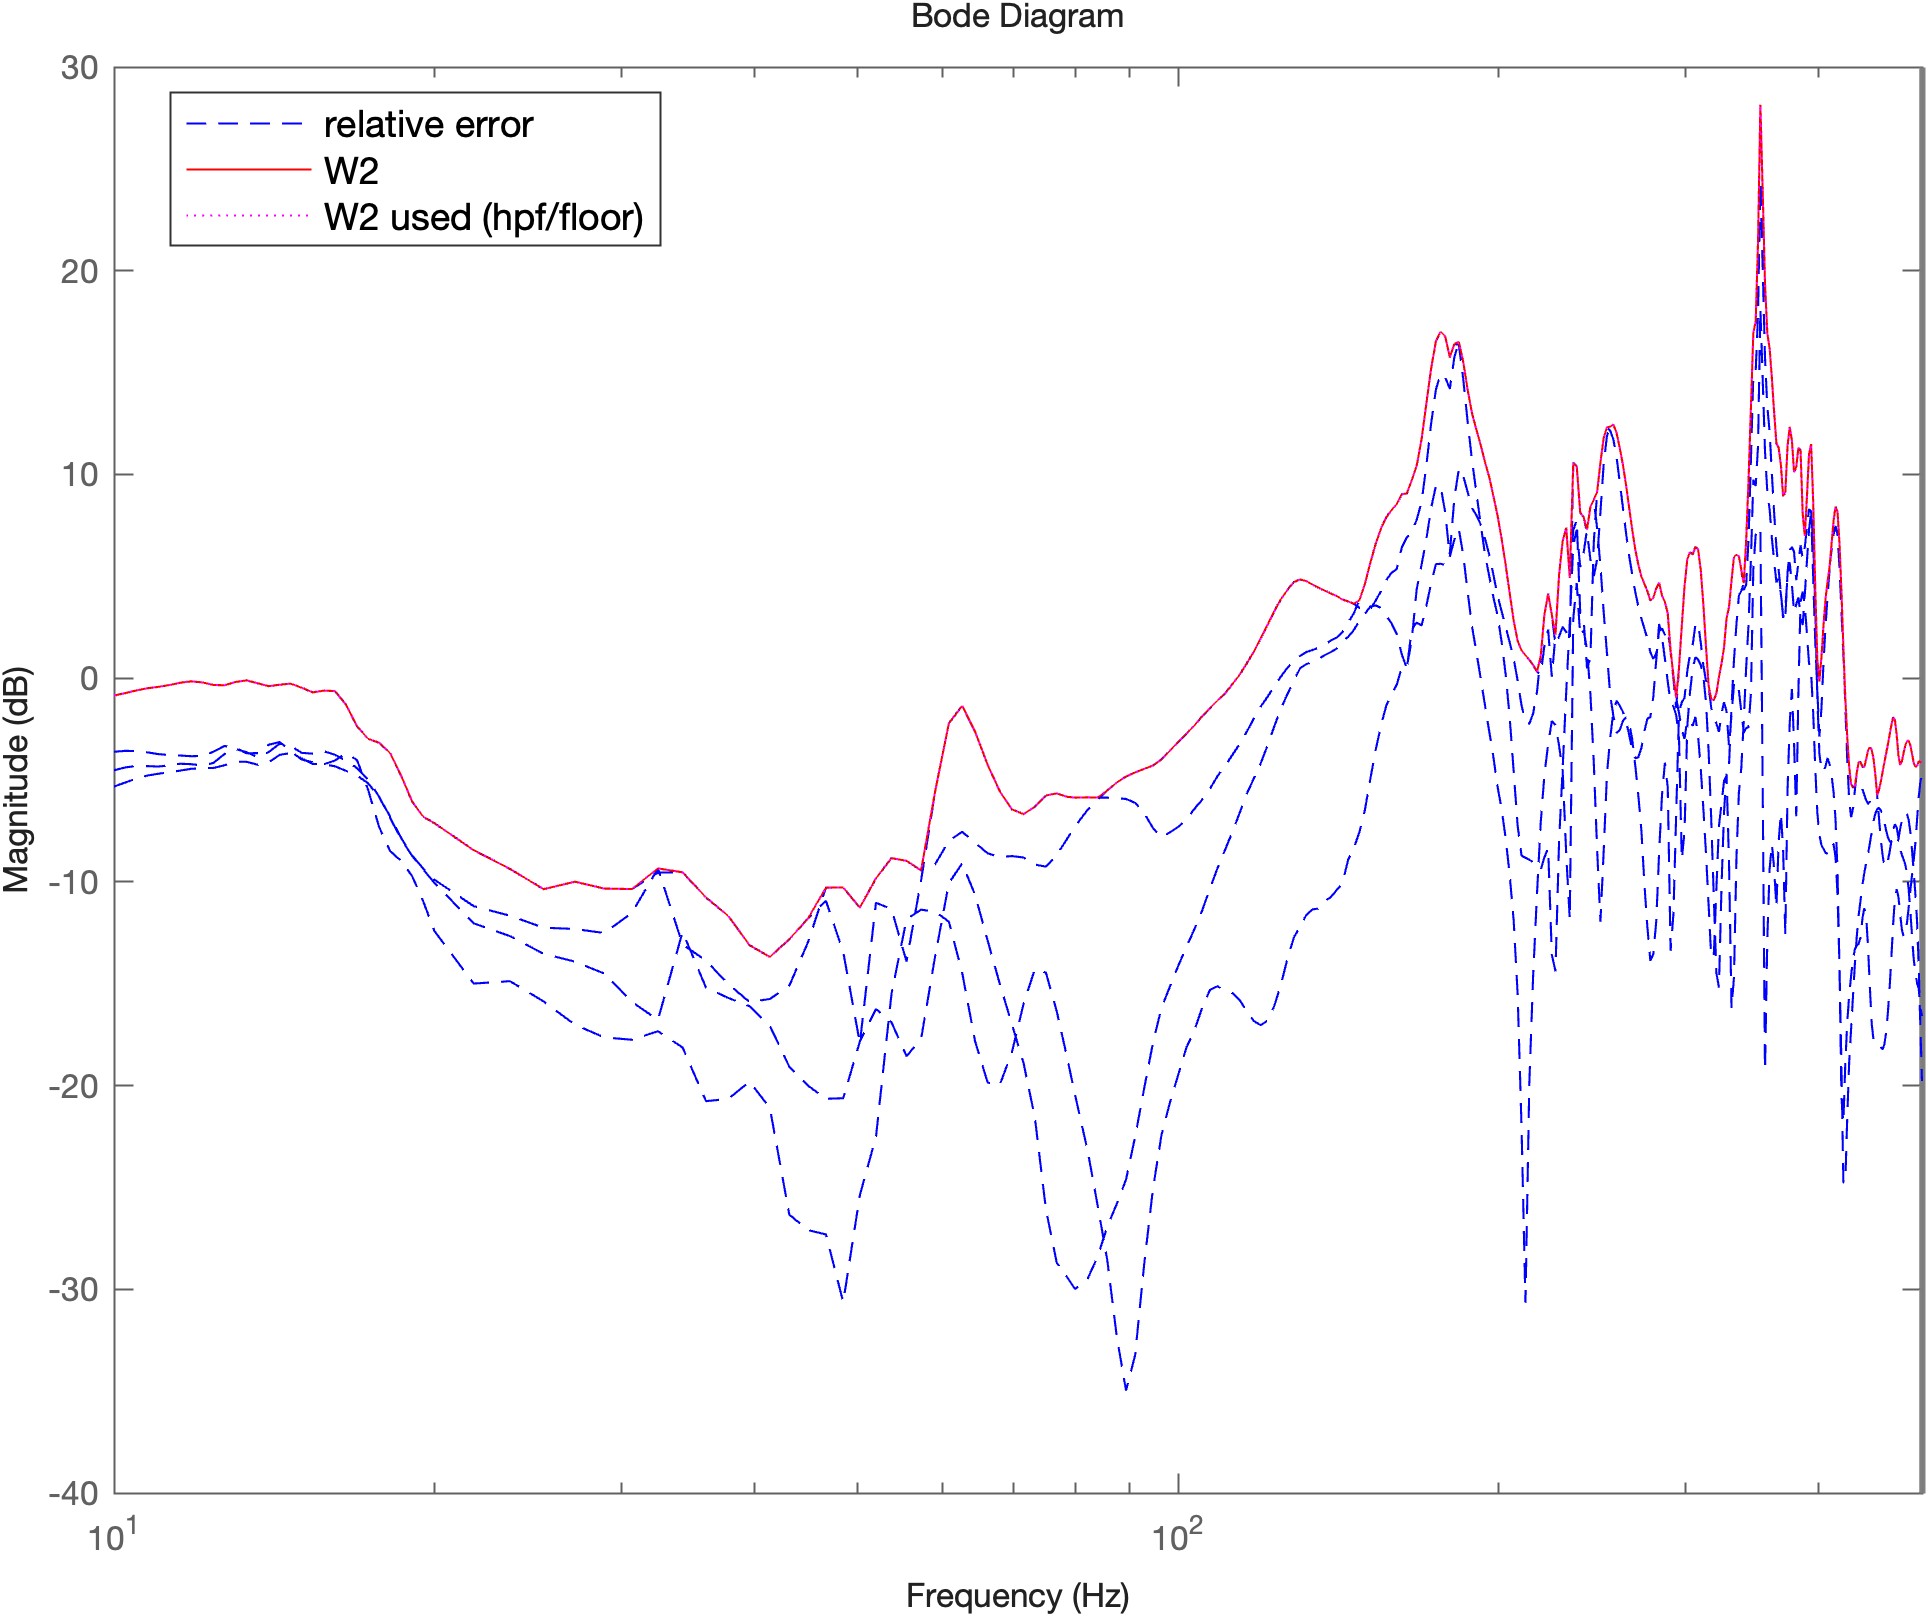 Bode Diagram
30
20
10
0
-10
-20
-30
-40
Magnitude (dB)
relative error
W2
W2 used (hpf/floor)
10^1
10^2
Frequency (Hz)